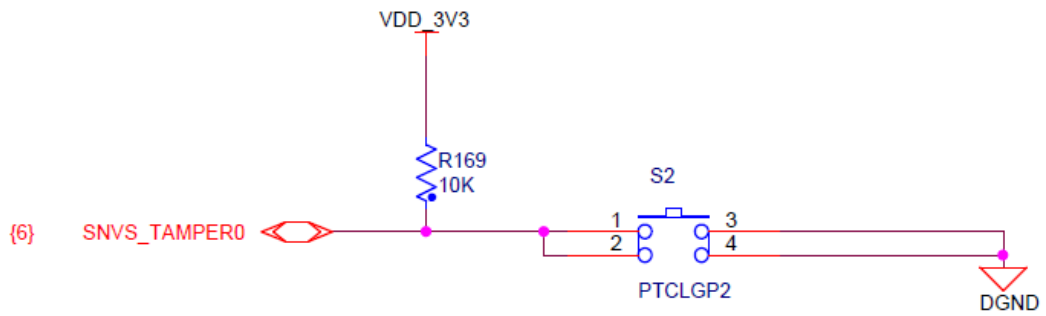 VDD_3V3
R169
10K
S2
{6} SNVS_TAMPER0
1 3
2 4
PTCLGP2
DGND